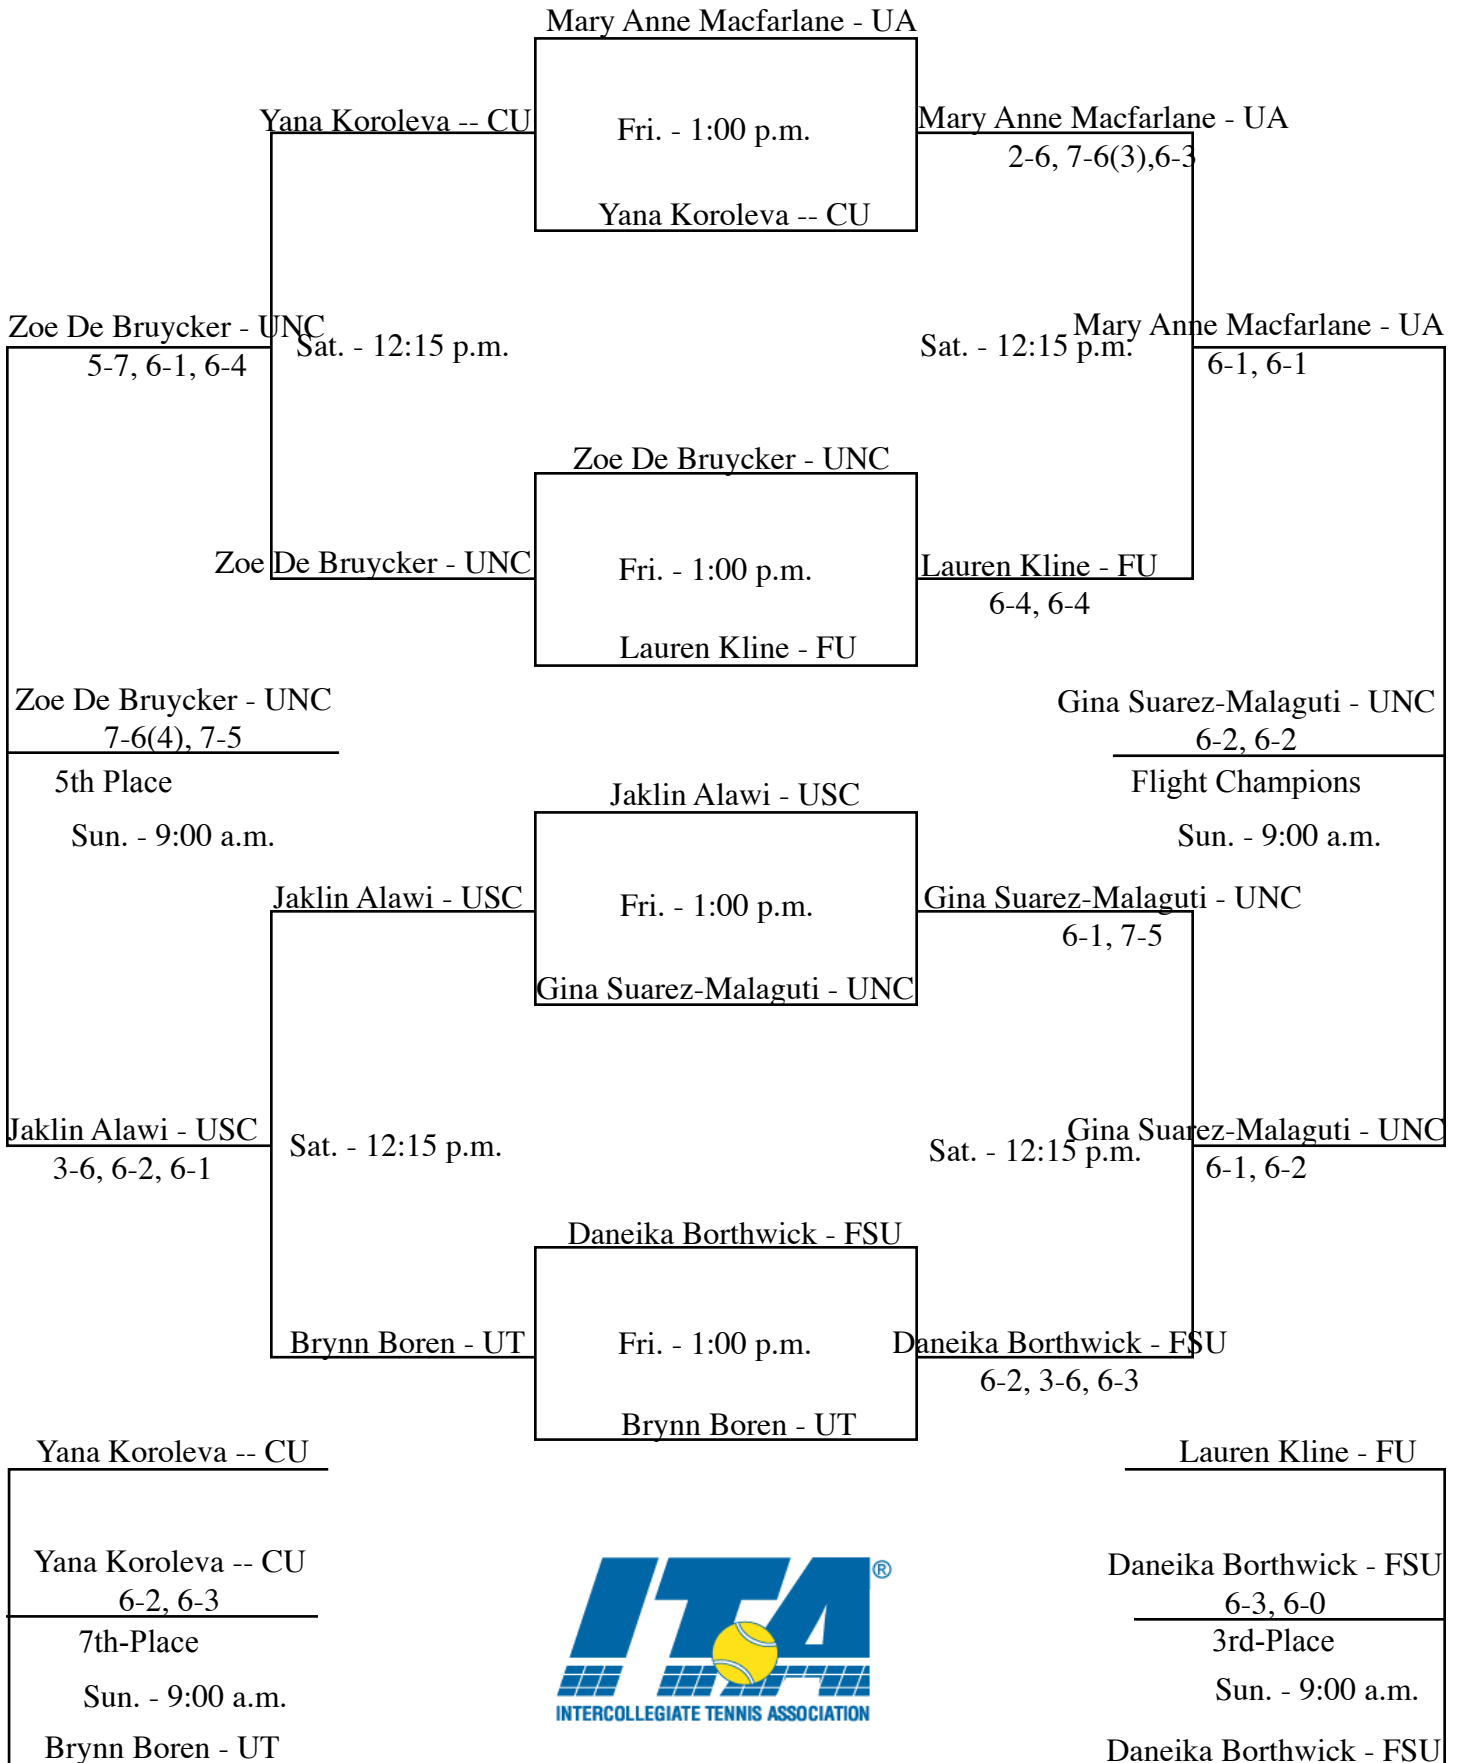 Mary Anne Macfarlane - UA
Yana Koroleva -- CU
Fri. - 1:00 p.m.
Mary Anne Macfarlane - UA
2-6, 7-6(3),6-3
Yana Koroleva -- CU
Zoe De Bruycker - UNC
5-7, 6-1, 6-4
Sat. - 12:15 p.m.
Sat. - 12:15 p.m.
Mary Anne Macfarlane - UA
6-1, 6-1
Zoe De Bruycker - UNC
Zoe De Bruycker - UNC
Fri. - 1:00 p.m.
Lauren Kline - FU
6-4, 6-4
Lauren Kline - FU
Zoe De Bruycker - UNC
7-6(4), 7-5
5th Place
Sun. - 9:00 a.m.
Gina Suarez-Malaguti - UNC
6-2, 6-2
Flight Champions
Sun. - 9:00 a.m.
Jaklin Alawi - USC
Jaklin Alawi - USC
Fri. - 1:00 p.m.
Gina Suarez-Malaguti - UNC
6-1, 7-5
Gina Suarez-Malaguti - UNC
Jaklin Alawi - USC
3-6, 6-2, 6-1
Sat. - 12:15 p.m.
Sat. - 12:15 p.m.
Gina Suarez-Malaguti - UNC
6-1, 6-2
Daneika Borthwick - FSU
Brynn Boren - UT
Fri. - 1:00 p.m.
Daneika Borthwick - FSU
6-2, 3-6, 6-3
Brynn Boren - UT
Yana Koroleva -- CU
Yana Koroleva -- CU
6-2, 6-3
7th-Place
Sun. - 9:00 a.m.
Brynn Boren - UT
ITA®
INTERCOLLEGIATE TENNIS ASSOCIATION
Lauren Kline - FU
Daneika Borthwick - FSU
6-3, 6-0
3rd-Place
Sun. - 9:00 a.m.
Daneika Borthwick - FSU